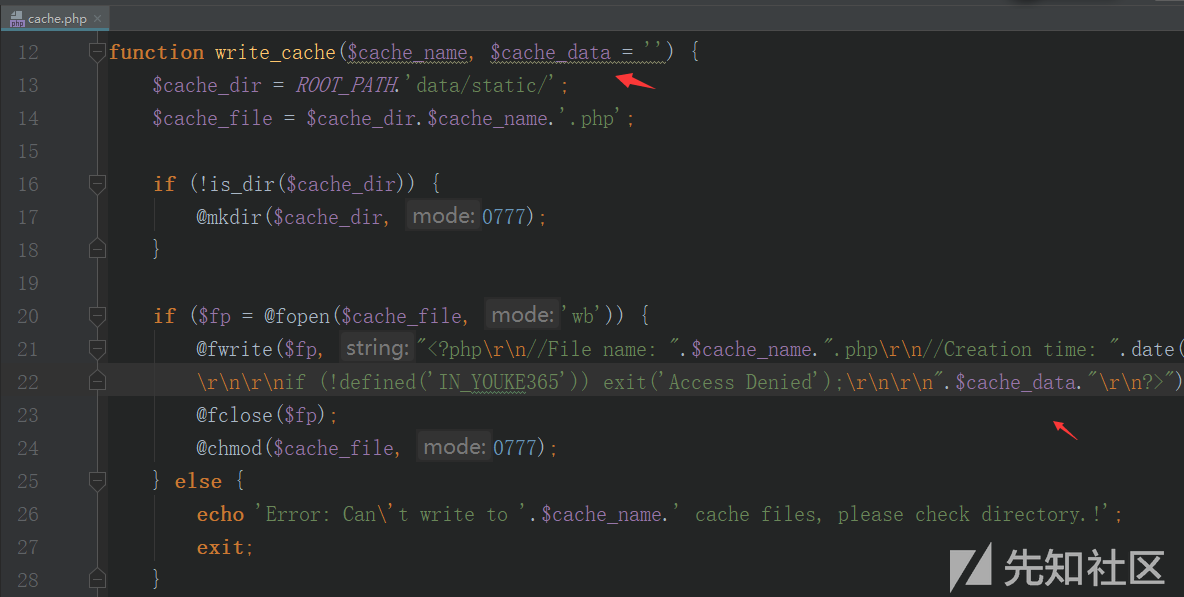 cache.php
12 function write_cache($cache_name, $cache_data = '') {
13 $cache_dir = ROOT_PATH.'data/static/';
14 $cache_file = $cache_dir.$cache_name.'.php';
15
16 if (!is_dir($cache_dir)) {
17 @mkdir($cache_dir, mode: 0777);
18 }
19
20 if ($fp = @fopen($cache_file, mode: 'wb')) {
21 @fwrite($fp, string: "<?php\r\n//File name: ".$cache_name.".php\r\n//Creation time: ".date(
22 \r\n\r\nif (!defined('IN_YOUKE365')) exit('Access Denied');\r\n\r\n".$cache_data."\r\n?>")
23 @fclose($fp);
24 @chmod($cache_file, mode: 0777);
25 } else {
26 echo 'Error: Can\'t write to '.$cache_name.' cache files, please check directory.!';
27 exit;
28 }
先知社区